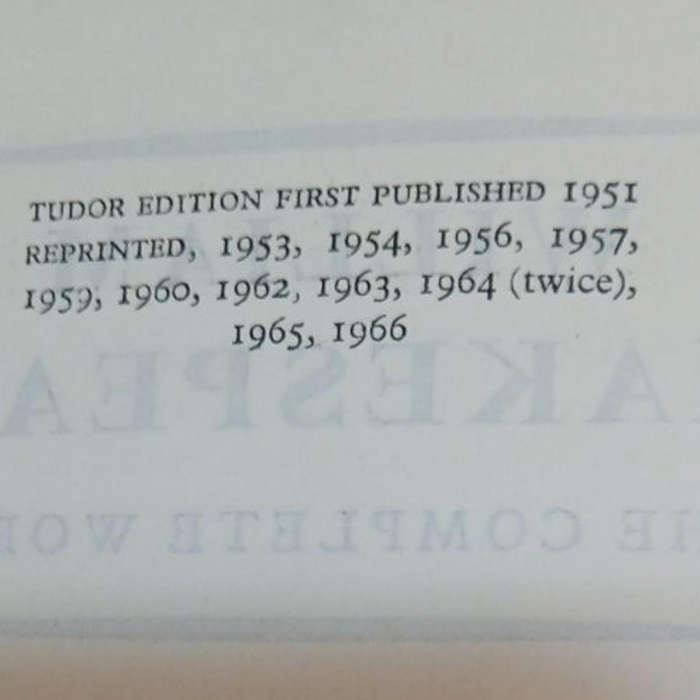 TUDOR EDITION FIRST PUBLISHED 1951
REPRINTED, 1953, 1954, 1956, 1957,
1959, 1960, 1962, 1963, 1964 (twice),
1965, 1966